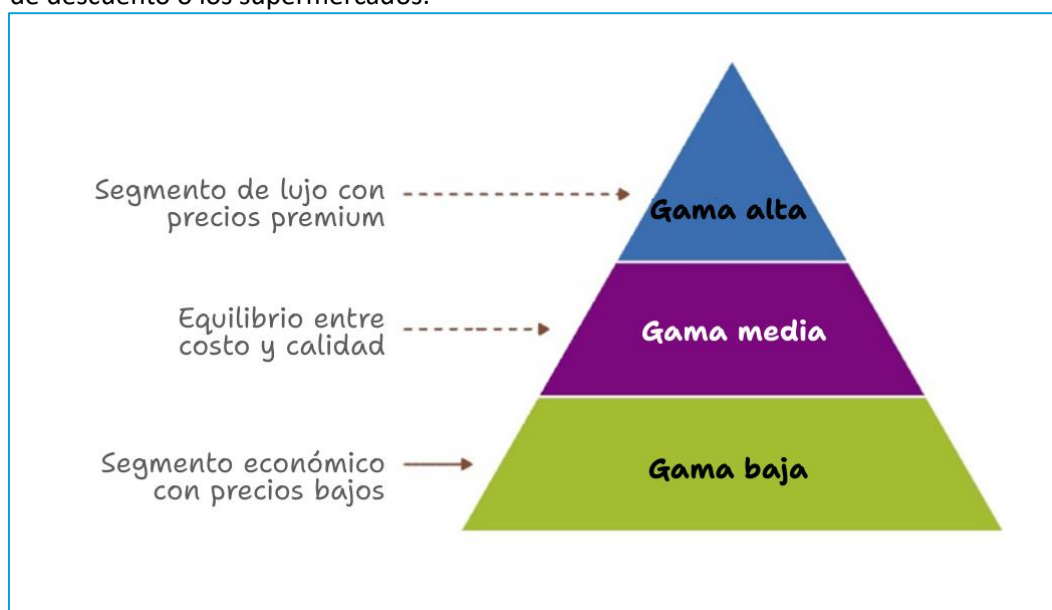 de descuento o los supermercados.
Segmento de lujo con
precios premium
Gama alta
Equilibrio entre
costo y calidad
Gama media
Segmento económico
con precios bajos
Gama baja